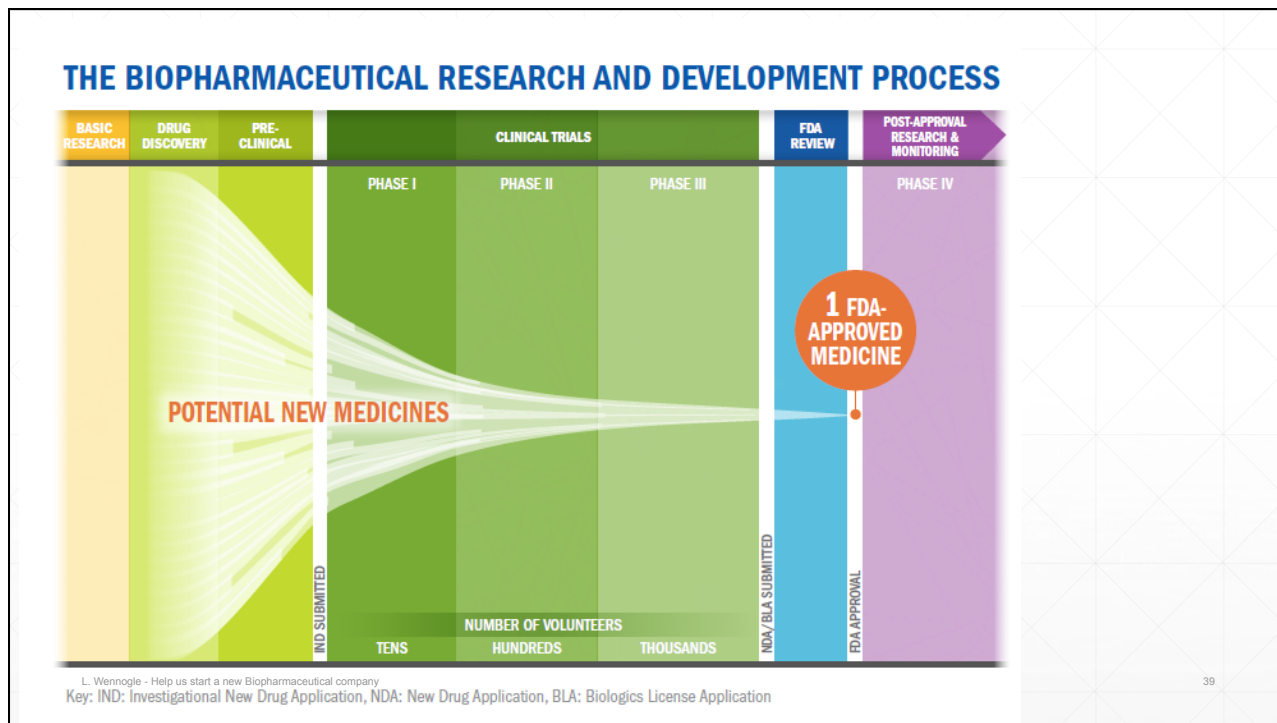 THE BIOPHARMACEUTICAL RESEARCH AND DEVELOPMENT PROCESS
BASIC
RESEARCH
DRUG
DISCOVERY
PRE-
CLINICAL
CLINICAL TRIALS
FDA
REVIEW
POST-APPROVAL
RESEARCH &
MONITORING
PHASE I
PHASE II
PHASE III
PHASE IV
1 FDA-
APPROVED
MEDICINE
POTENTIAL NEW MEDICINES
IND SUBMITTED
NDA/ BLA SUBMITTED
FDA APPROVAL
NUMBER OF VOLUNTEERS
TENS
HUNDREDS
THOUSANDS
L. Wennogle - Help us start a new Biopharmaceutical company
39
Key: IND: Investigational New Drug Application, NDA: New Drug Application, BLA: Biologics License Application